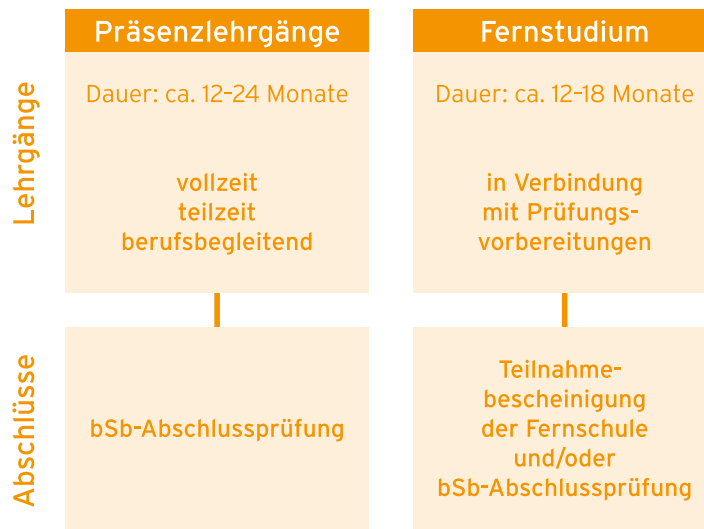 Präsenzlehrgänge
Fernstudium
Lehrgänge
Dauer: ca. 12–24 Monate
vollzeit
teilzeit
berufsbegleitend
Dauer: ca. 12–18 Monate
in Verbindung
mit Prüfungs-
vorbereitungen
Abschlüsse
bSb-Abschlussprüfung
Teilnahme-
bescheinigung
der Fernschule
und/oder
bSb-Abschlussprüfung